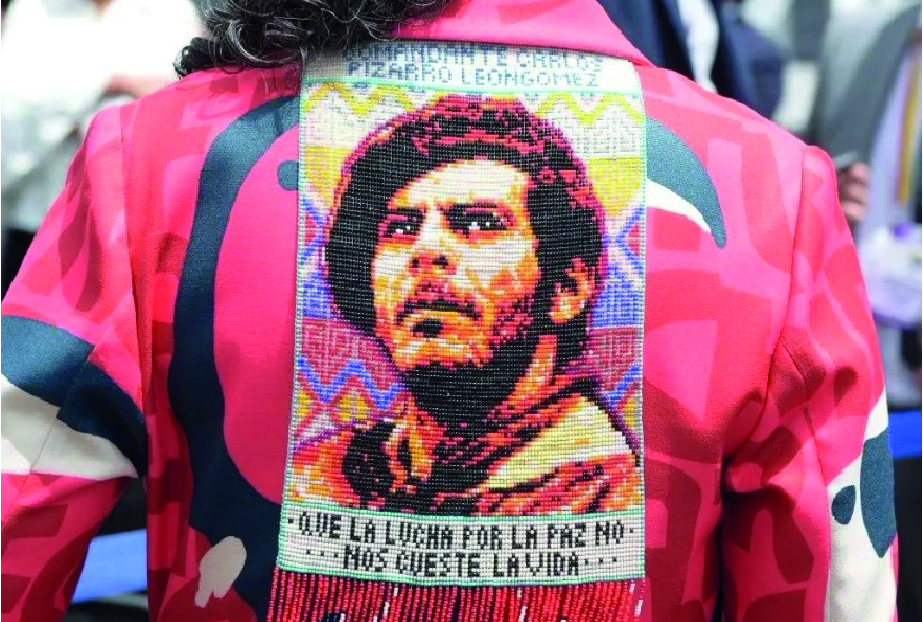 COMANDANTE CARLOS
PIZARRO LEONGOMEZ
-QUE LA LUCHA POR LA PAZ NO-
...NOS CUESTE LA VIDA...